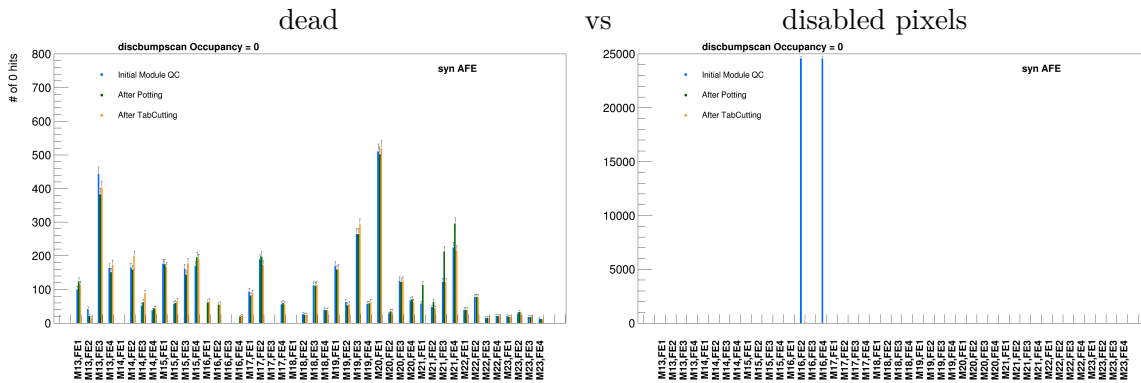 dead vs disabled pixels
discbumpscan Occupancy = 0
# of 0 hits
800
700
600
500
400
300
200
100
0
syn AFE
Initial Module QC
After Potting
After TabCutting
M13,FE1
M13,FE2
M13,FE3
M13,FE4
M14,FE1
M14,FE2
M14,FE3
M14,FE4
M15,FE1
M15,FE2
M15,FE3
M15,FE4
M16,FE1
M16,FE2
M16,FE3
M16,FE4
M17,FE1
M17,FE2
M17,FE3
M17,FE4
M18,FE1
M18,FE2
M18,FE3
M18,FE4
M19,FE1
M19,FE2
M19,FE3
M19,FE4
M20,FE1
M20,FE2
M20,FE3
M20,FE4
M21,FE1
M21,FE2
M21,FE3
M21,FE4
M22,FE1
M22,FE2
M22,FE3
M22,FE4
M23,FE1
M23,FE2
M23,FE3
M23,FE4
discbumpscan Occupancy = 0
25000
20000
15000
10000
5000
0
syn AFE
Initial Module QC
After Potting
After TabCutting
M13,FE1
M13,FE2
M13,FE3
M13,FE4
M14,FE1
M14,FE2
M14,FE3
M14,FE4
M15,FE1
M15,FE2
M15,FE3
M15,FE4
M16,FE1
M16,FE2
M16,FE3
M16,FE4
M17,FE1
M17,FE2
M17,FE3
M17,FE4
M18,FE1
M18,FE2
M18,FE3
M18,FE4
M19,FE1
M19,FE2
M19,FE3
M19,FE4
M20,FE1
M20,FE2
M20,FE3
M20,FE4
M21,FE1
M21,FE2
M21,FE3
M21,FE4
M22,FE1
M22,FE2
M22,FE3
M22,FE4
M23,FE1
M23,FE2
M23,FE3
M23,FE4